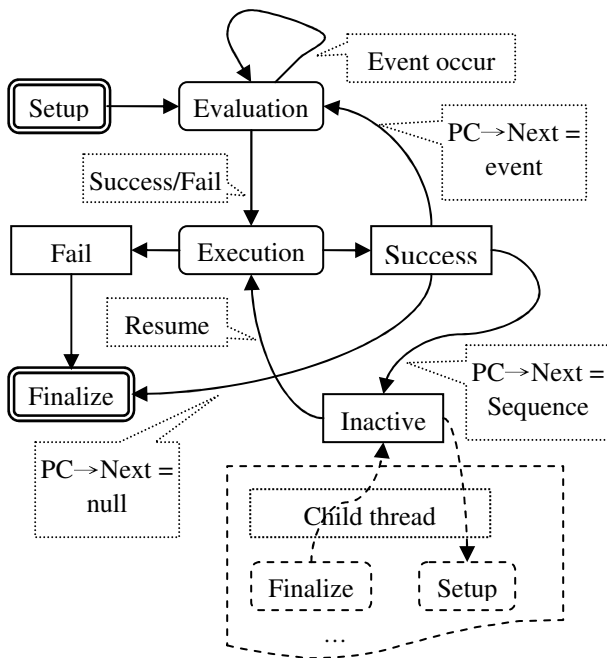 Event occur
Setup
Evaluation
PC→Next =
event
Success/Fail
Fail
Execution
Success
Resume
PC→Next =
Sequence
Finalize
Inactive
PC→Next =
null
Child thread
Finalize
Setup
...